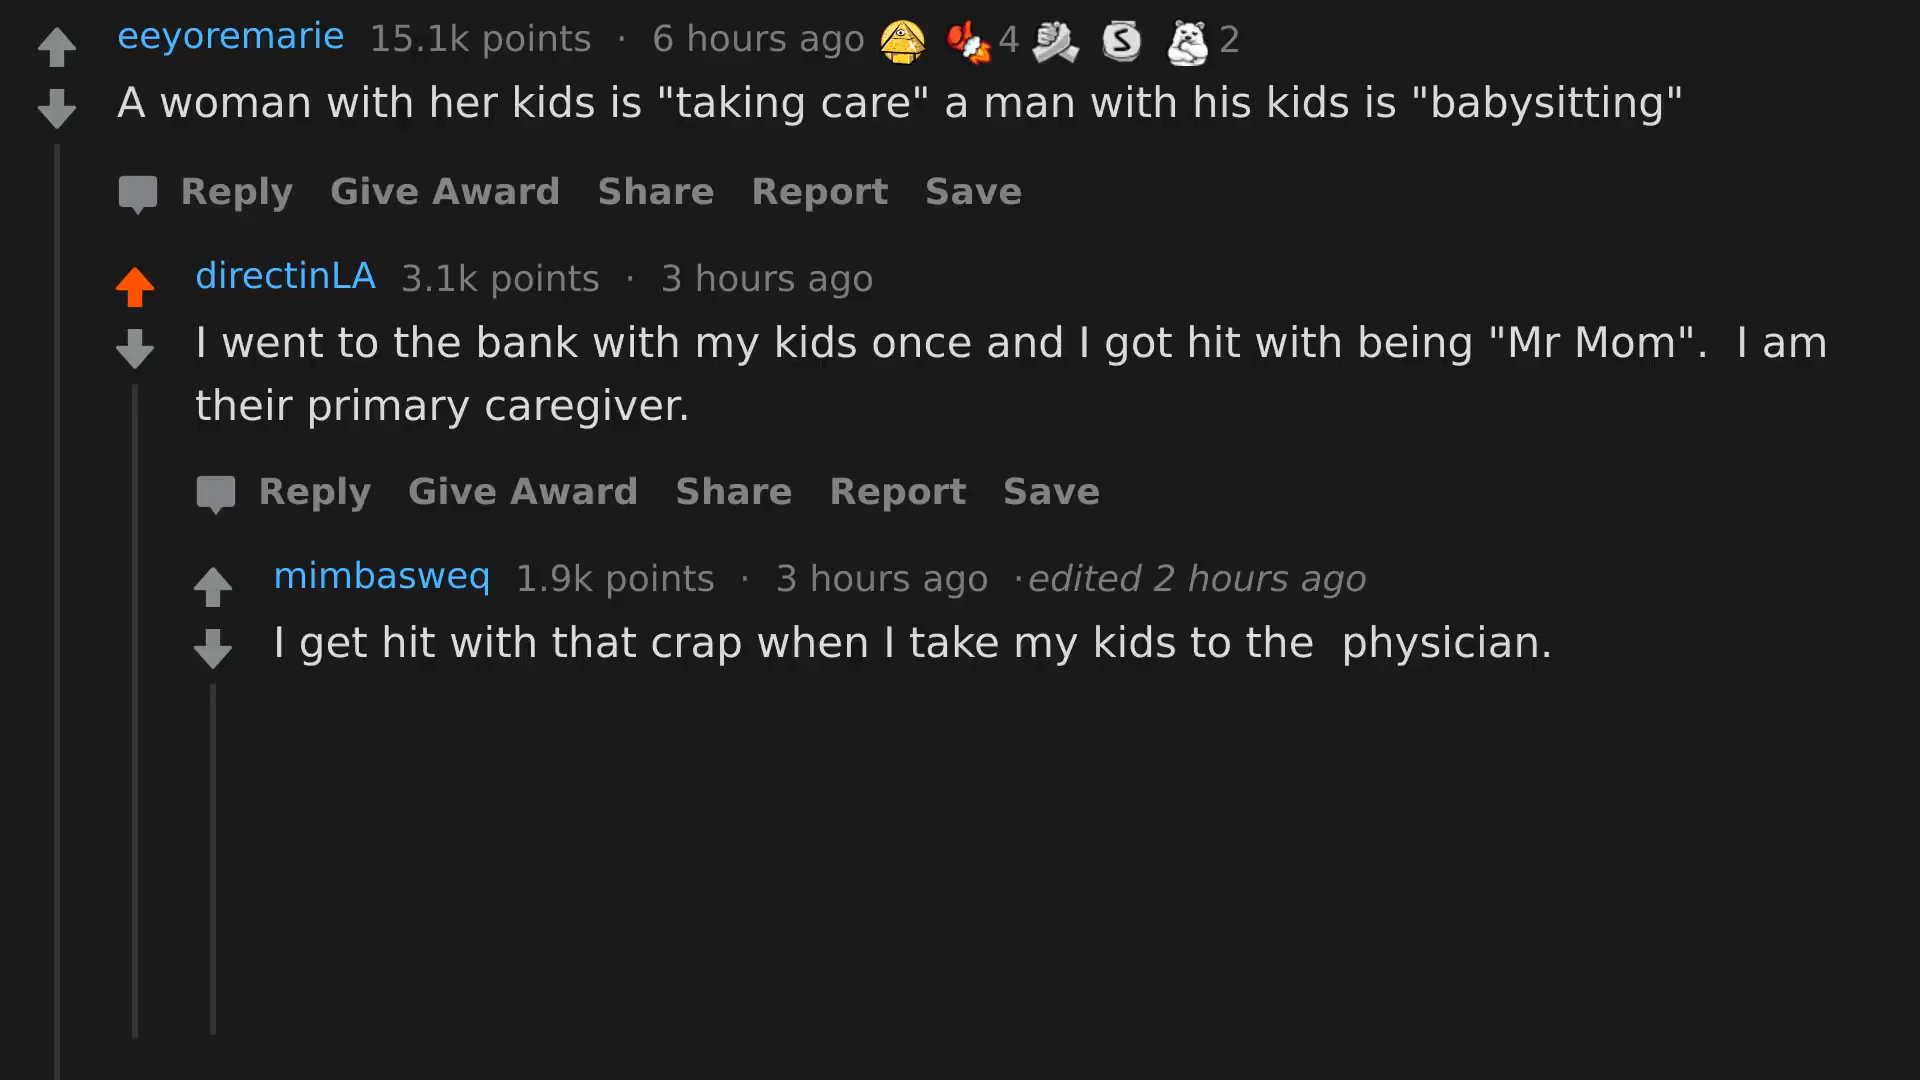 eeyoremarie 15.1k points · 6 hours ago 4 2
A woman with her kids is "taking care" a man with his kids is "babysitting"
Reply Give Award Share Report Save
directinLA 3.1k points · 3 hours ago
I went to the bank with my kids once and I got hit with being "Mr Mom".  I am
their primary caregiver.
Reply Give Award Share Report Save
mimbasweq 1.9k points · 3 hours ago ·edited 2 hours ago
I get hit with that crap when I take my kids to the  physician.